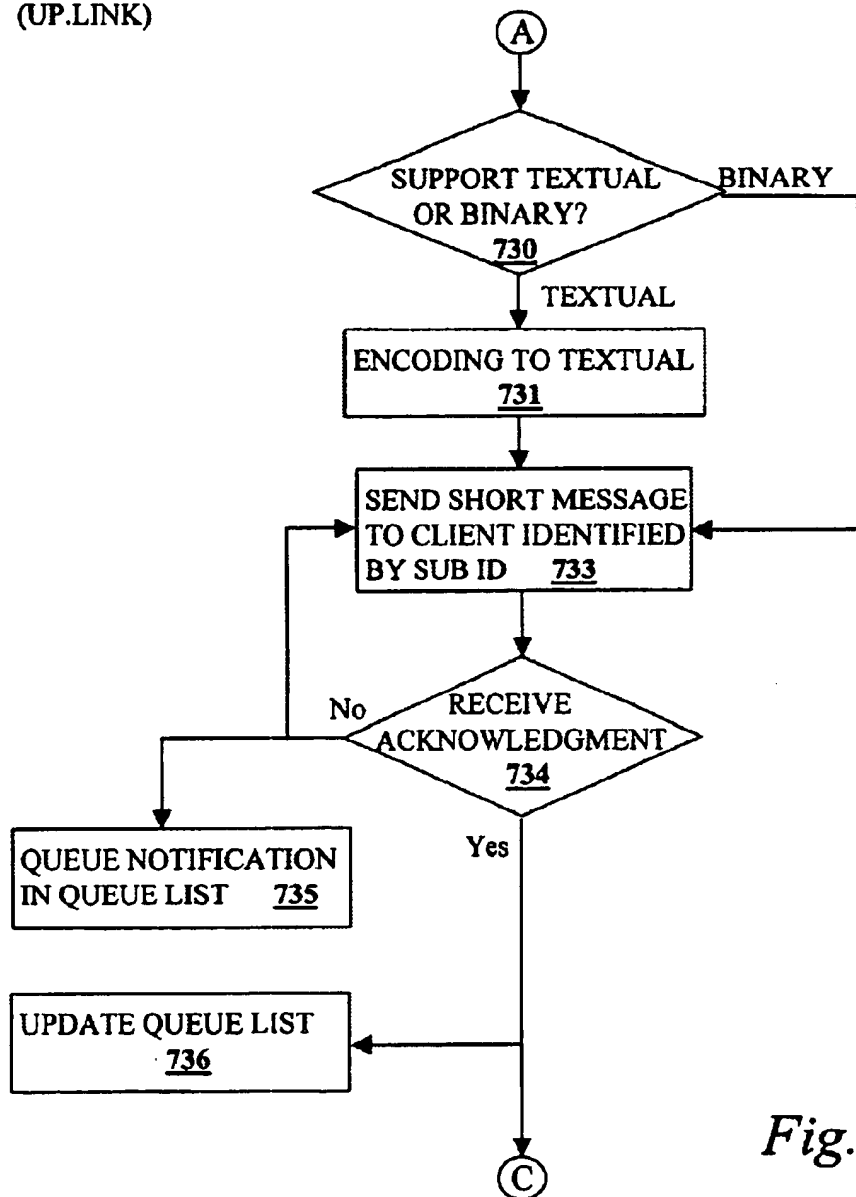 (UP.LINK)
A
SUPPORT TEXTUAL
OR BINARY?
730
BINARY
TEXTUAL
ENCODING TO TEXTUAL
731
SEND SHORT MESSAGE
TO CLIENT IDENTIFIED
BY SUB ID 733
No
RECEIVE
ACKNOWLEDGMENT
734
Yes
QUEUE NOTIFICATION
IN QUEUE LIST 735
UPDATE QUEUE LIST
736
Fig.
C